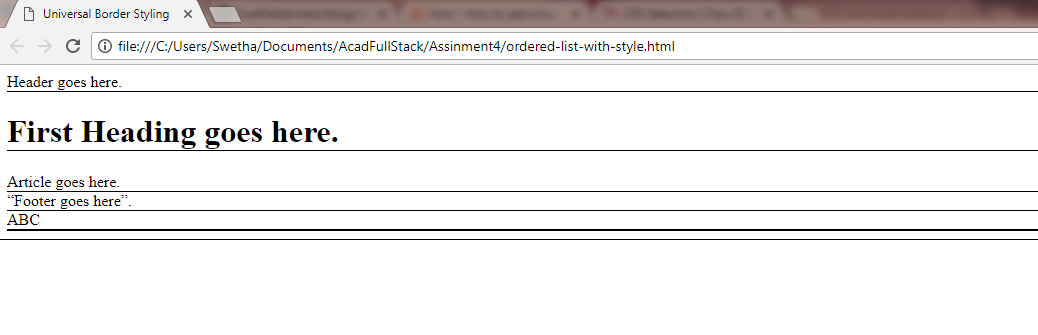 Universal Border Styling
file:///C:/Users/Swetha/Documents/AcadFullStack/Assinment4/ordered-list-with-style.html
Header goes here.
First Heading goes here.
Article goes here.
“Footer goes here”.
ABC